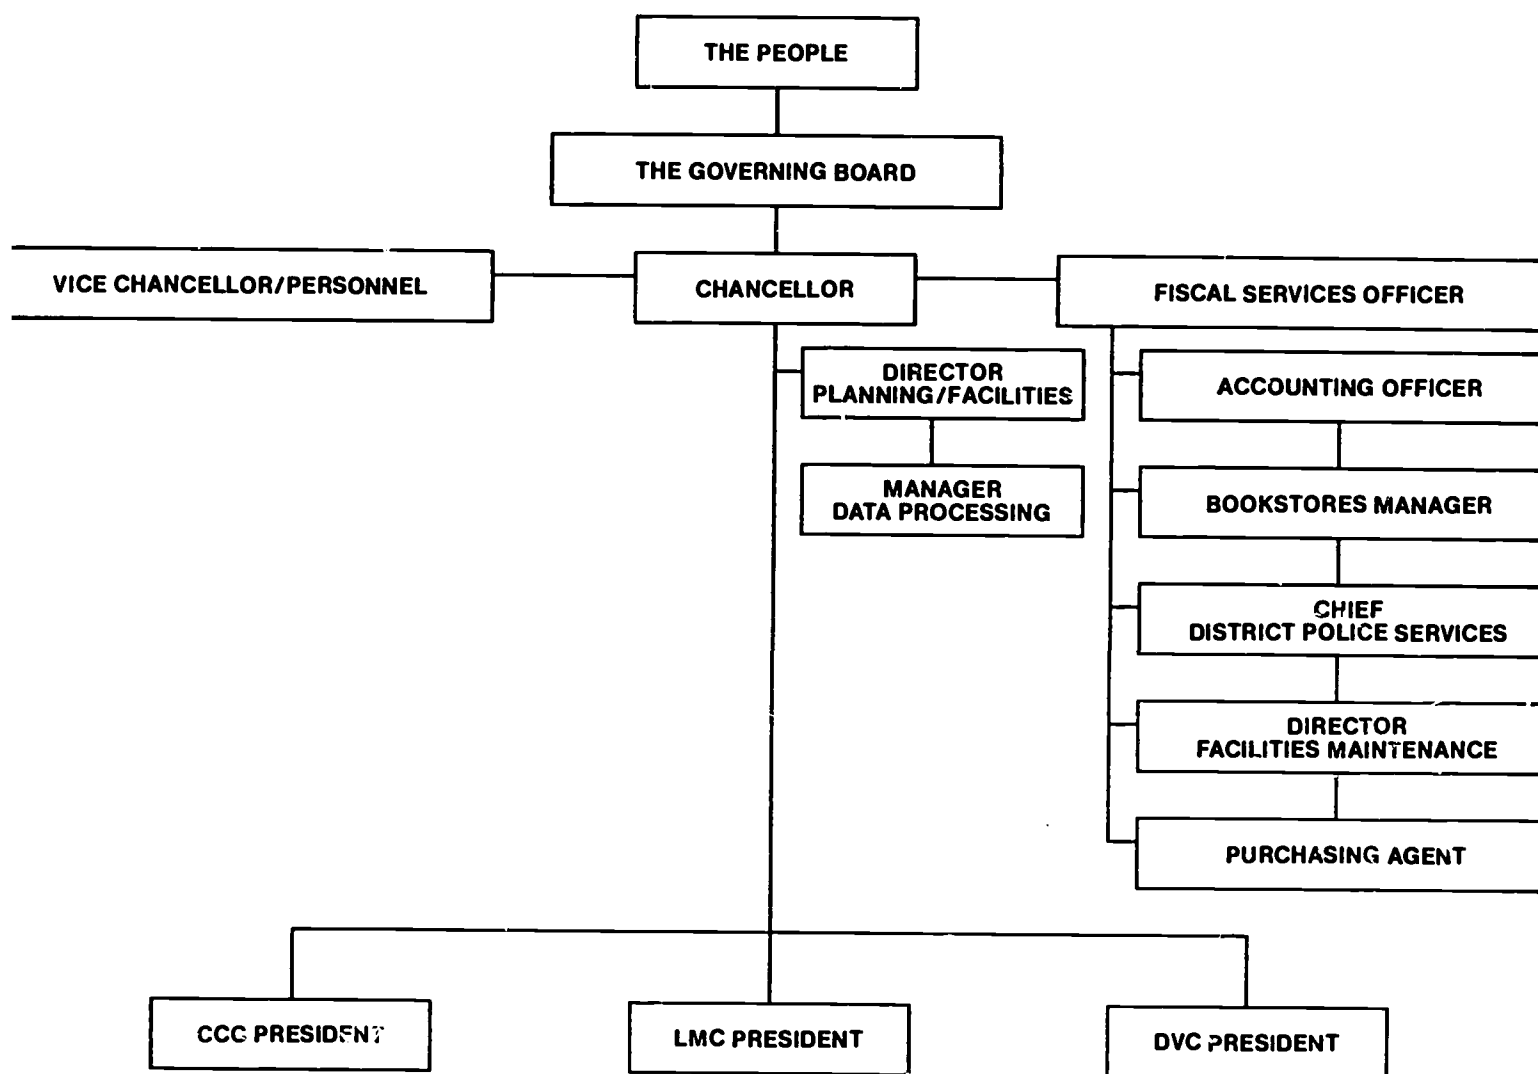 THE PEOPLE
THE GOVERNING BOARD
VICE CHANCELLOR/PERSONNEL
CHANCELLOR
FISCAL SERVICES OFFICER
DIRECTOR
PLANNING/FACILITIES
ACCOUNTING OFFICER
MANAGER
DATA PROCESSING
BOOKSTORES MANAGER
CHIEF
DISTRICT POLICE SERVICES
DIRECTOR
FACILITIES MAINTENANCE
PURCHASING AGENT
CCC PRESIDENT
LMC PRESIDENT
DVC PRESIDENT